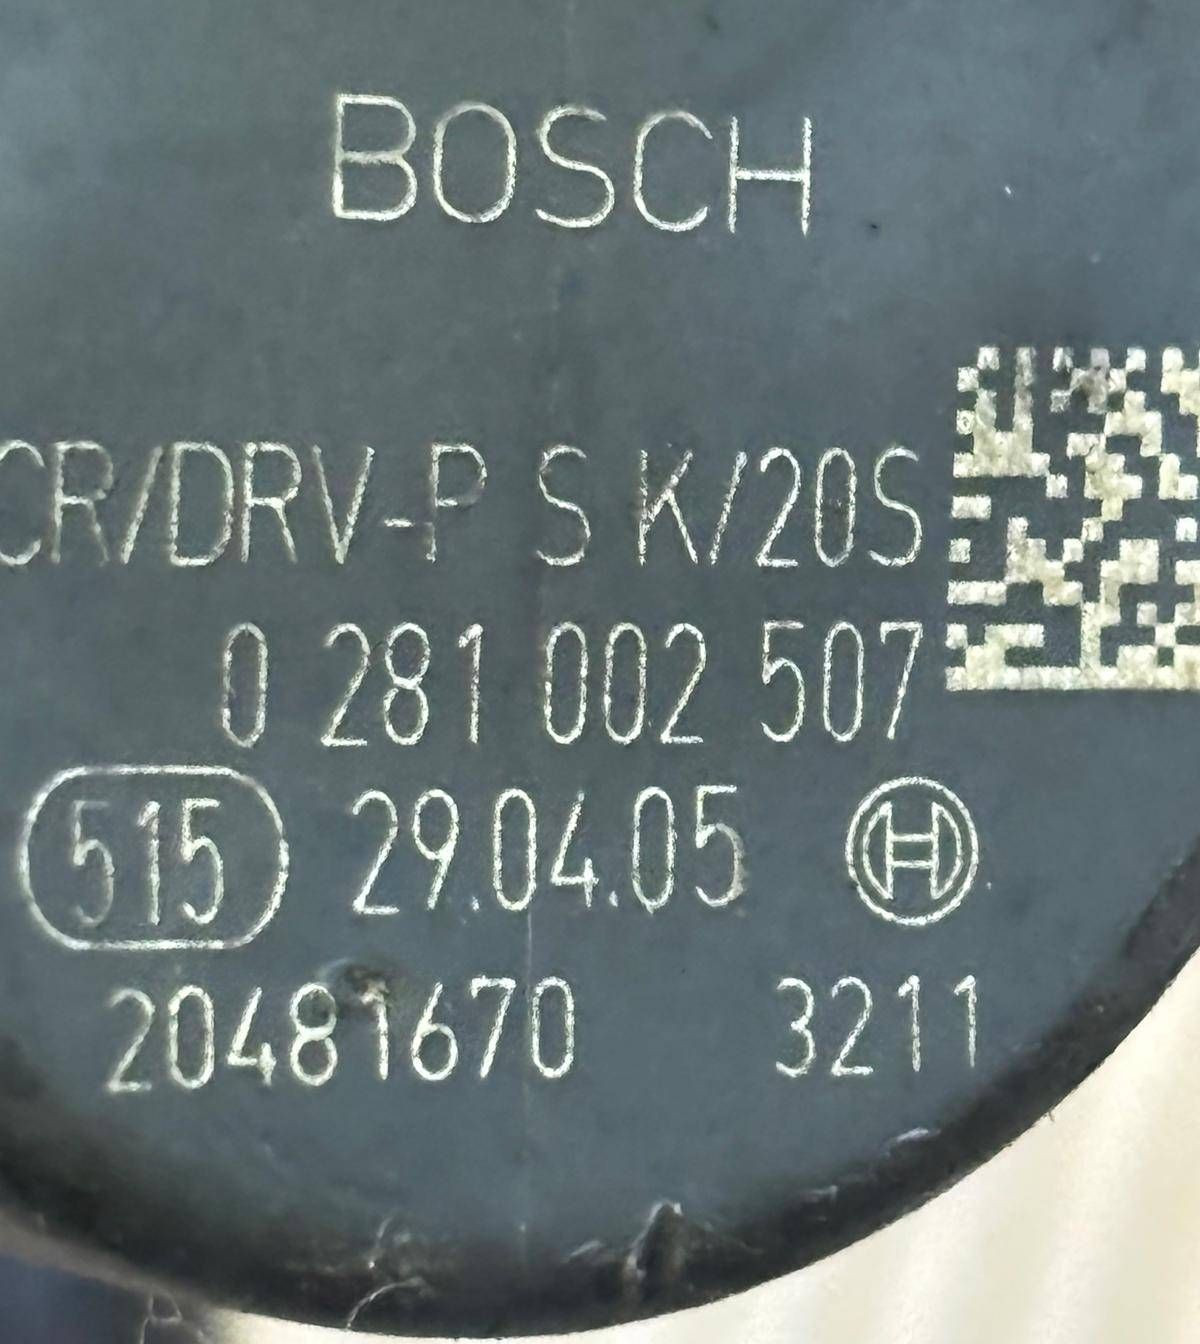 BOSCH
CR/DRV-P S K/20S
0 281 002 507
515 29.04.05 H
20481670 3211